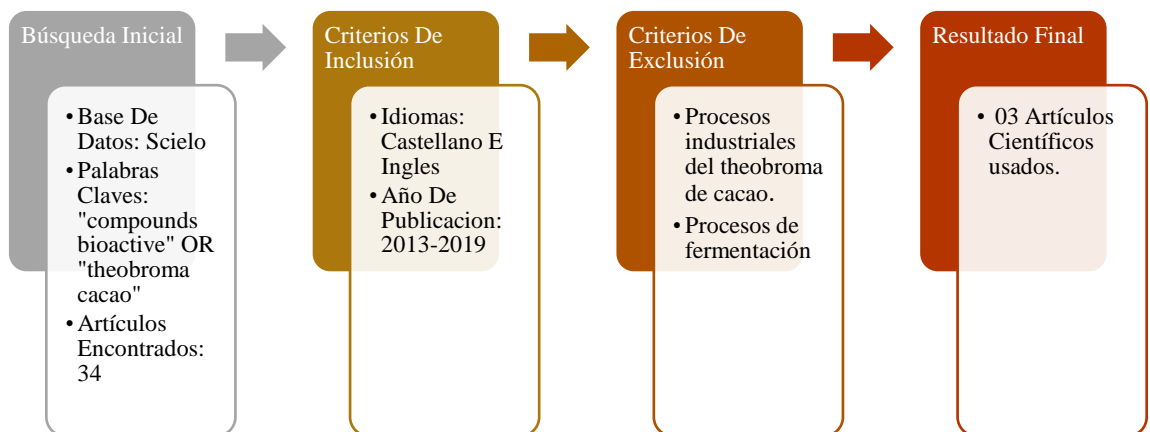 Búsqueda Inicial
• Base De
Datos: Scielo
• Palabras
Claves:
"compounds
bioactive" OR
"theobroma
cacao"
• Artículos
Encontrados:
34
Criterios De
Inclusión
• Idiomas:
Castellano E
Ingles
• Año De
Publicacion:
2013-2019
Criterios De
Exclusión
• Procesos
industriales
del theobroma
de cacao.
• Procesos de
fermentación
Resultado Final
• 03 Artículos
Científicos
usados.